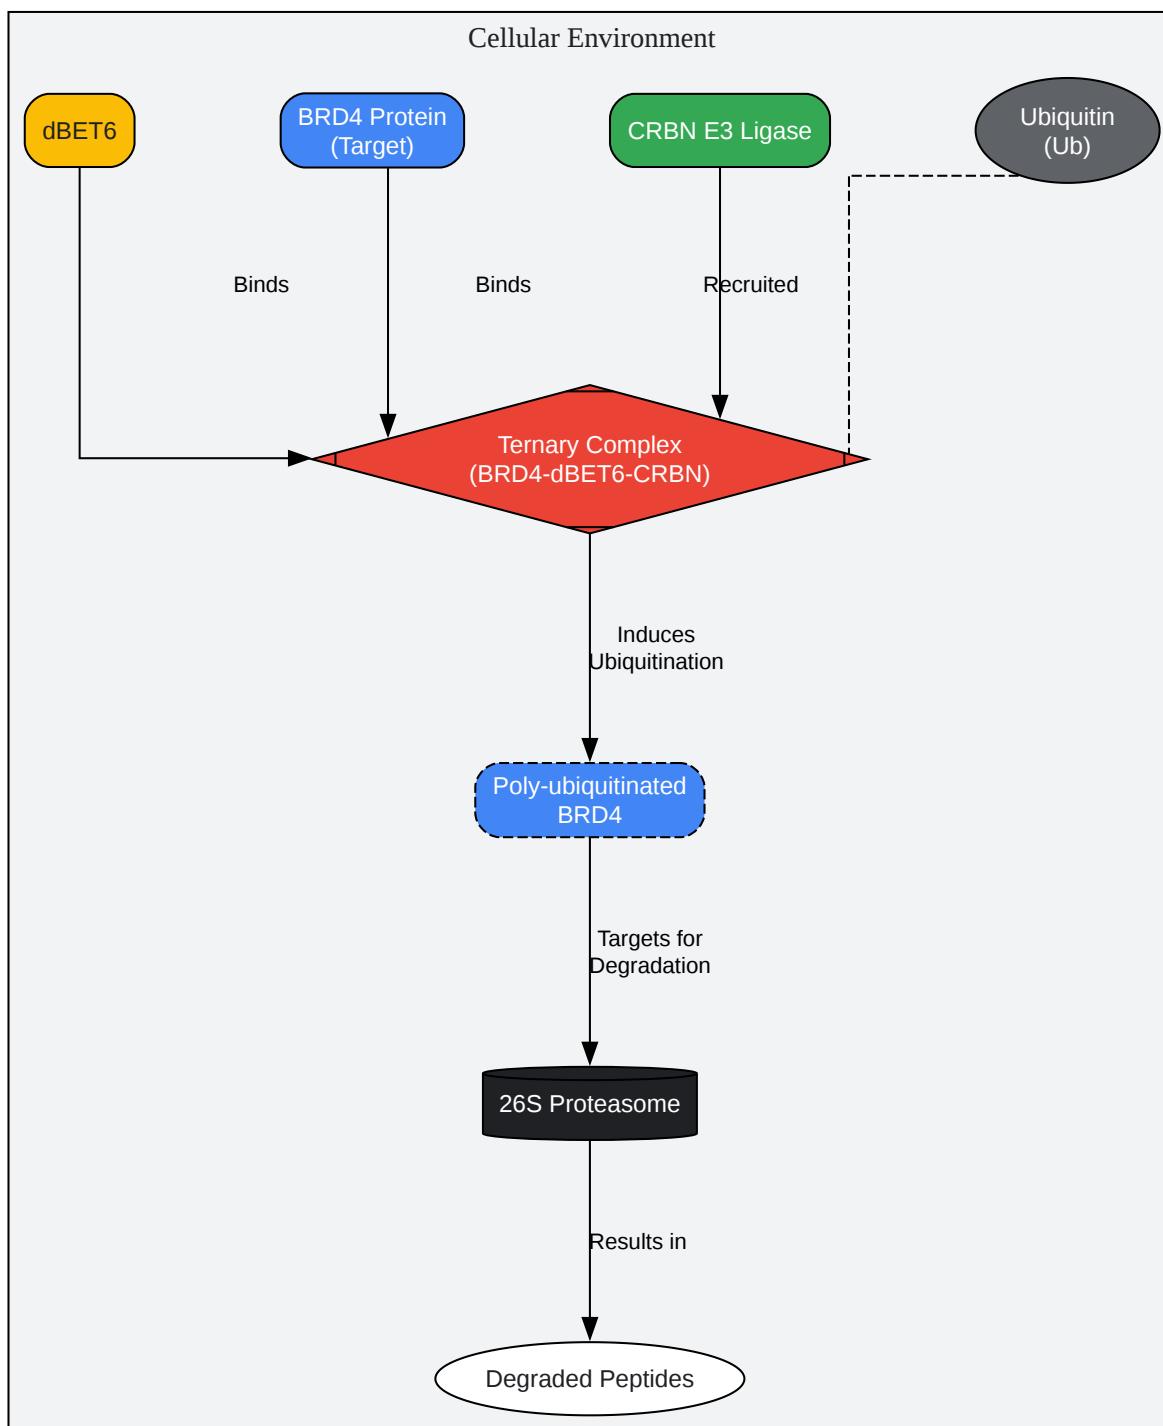 Cellular Environment
dBET6
BRD4 Protein
(Target)
CRBN E3 Ligase
Ubiquitin
(Ub)
Binds
Binds
Recruited
Ternary Complex
(BRD4-dBET6-CRBN)
Induces
Ubiquitination
Poly-ubiquitinated
BRD4
Targets for
Degradation
26S Proteasome
Results in
Degraded Peptides